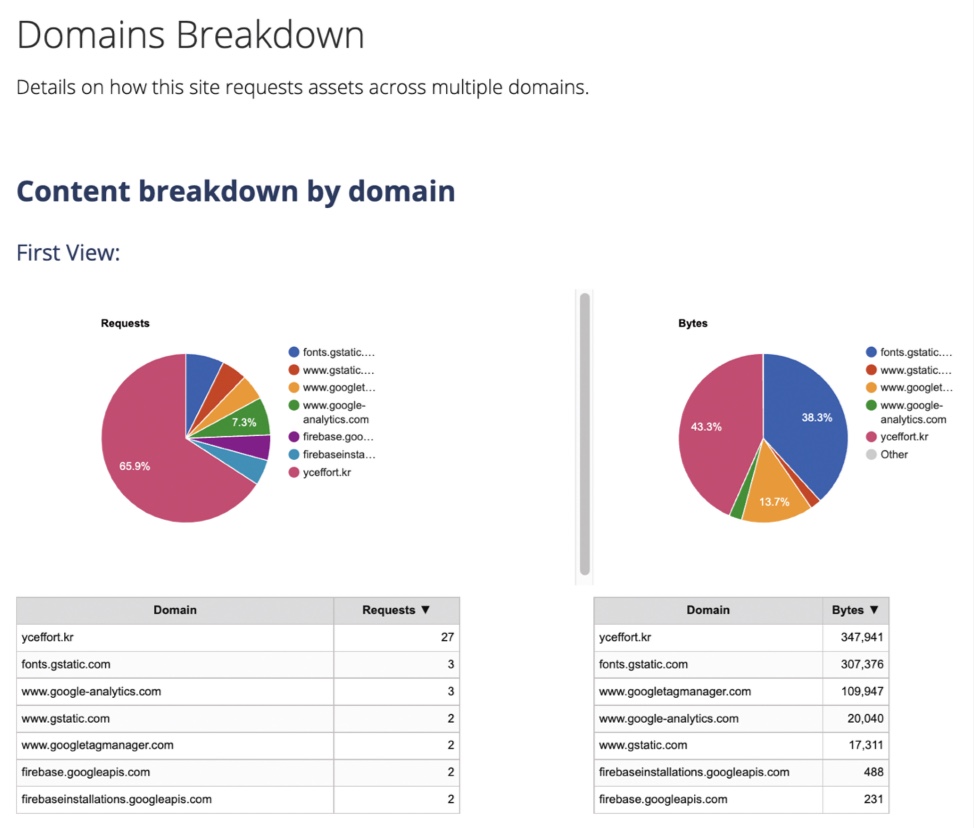 Domains Breakdown
Details on how this site requests assets across multiple domains.
Content breakdown by domain
First View:
Requests
65.9%
7.3%
fonts.gstatic....
www.gstatic....
www.googlet...
www.google-
analytics.com
firebase.goo...
firebaseinsta...
yceffort.kr
Bytes
43.3%
38.3%
13.7%
fonts.gstatic....
www.gstatic....
www.googlet...
www.google-
analytics.com
yceffort.kr
Other
Domain Requests ▼
yceffort.kr 27
fonts.gstatic.com 3
www.google-analytics.com 3
www.gstatic.com 2
www.googletagmanager.com 2
firebase.googleapis.com 2
firebaseinstallations.googleapis.com 2
Domain Bytes ▼
yceffort.kr 347,941
fonts.gstatic.com 307,376
www.googletagmanager.com 109,947
www.google-analytics.com 20,040
www.gstatic.com 17,311
firebaseinstallations.googleapis.com 488
firebase.googleapis.com 231